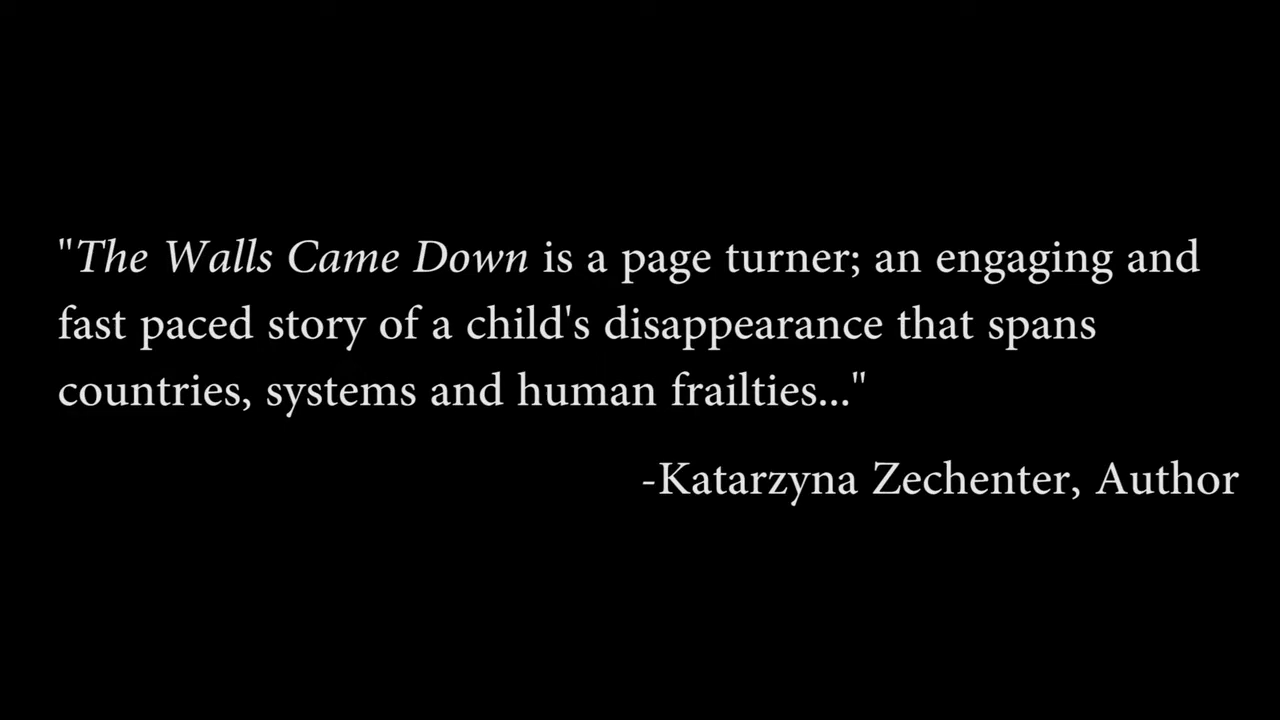 "The Walls Came Down is a page turner; an engaging and
fast paced story of a child's disappearance that spans
countries, systems and human frailties..."
-Katarzyna Zechenter, Author